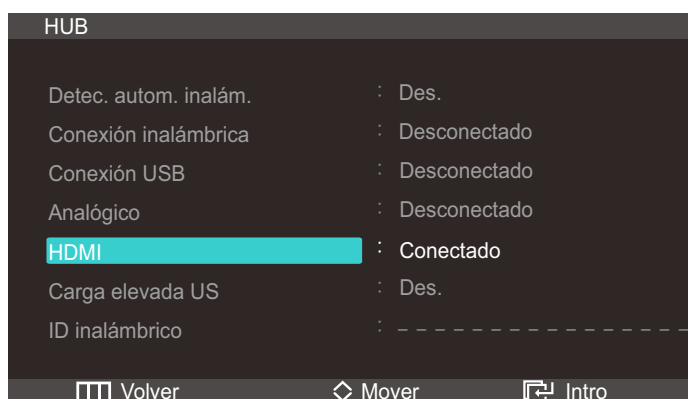 HUB
Detec. autom. inalám. : Des.
Conexión inalámbrica : Desconectado
Conexión USB : Desconectado
Analógico : Desconectado
HDMI : Conectado
Carga elevada US : Des.
ID inalámbrico : – – – – – – – – – – – – – – – –
Volver Mover Intro